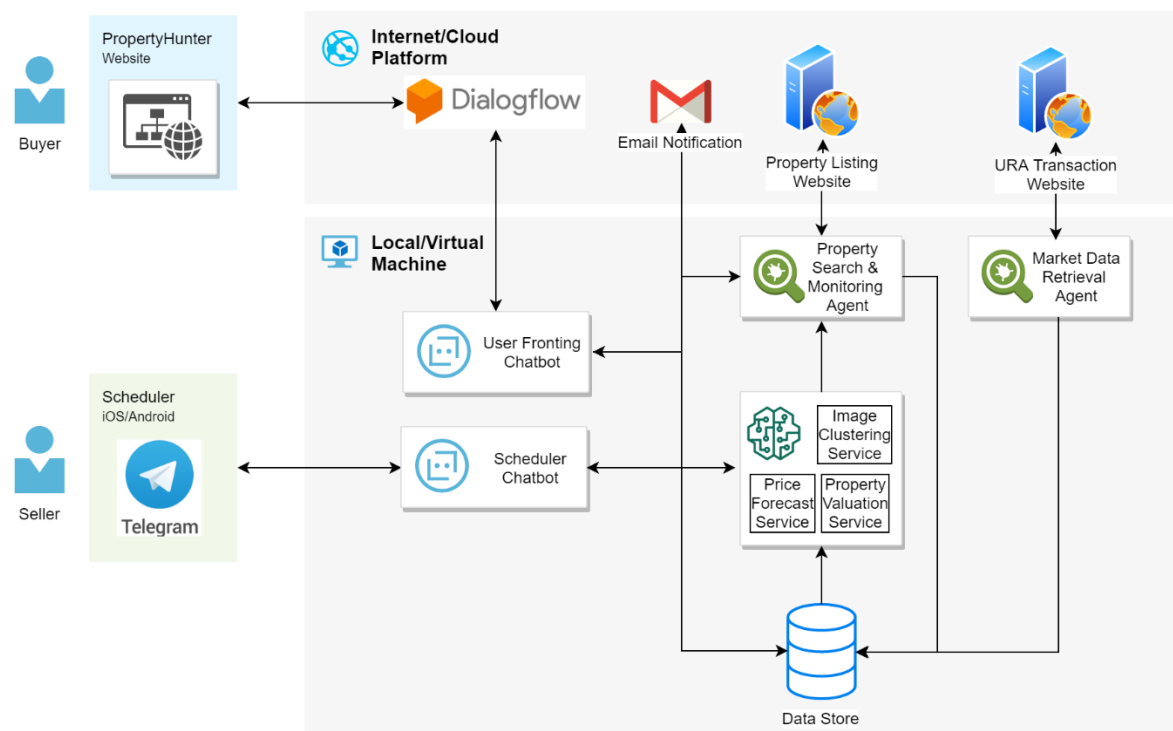 PropertyHunter
Website
Buyer
Internet/Cloud
Platform
Dialogflow
Email Notification
Property Listing
Website
URA Transaction
Website
Local/Virtual
Machine
Property
Search &
Monitoring
Agent
Market Data
Retrieval
Agent
User Fronting
Chatbot
Scheduler
iOS/Android
Telegram
Seller
Scheduler
Chatbot
Image
Clustering
Service
Price
Forecast
Service
Property
Valuation
Service
Data Store